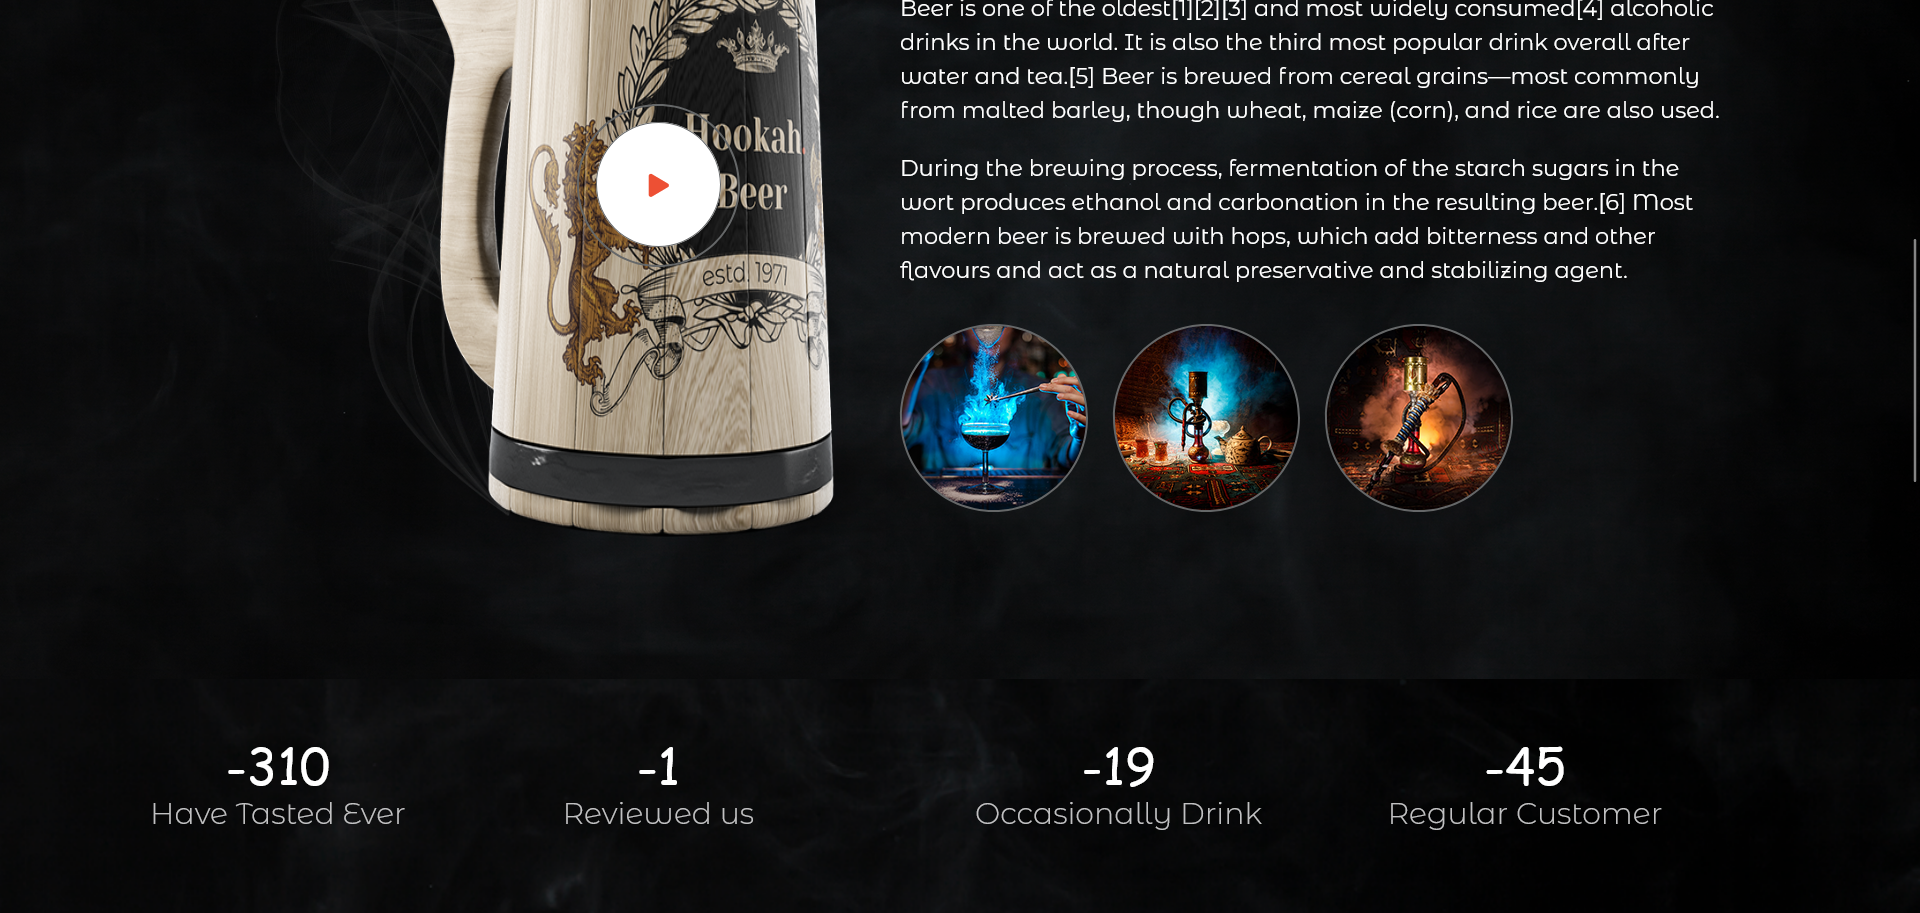 Beer is one of the oldest[1][2][3] and most widely consumed[4] alcoholic
drinks in the world. It is also the third most popular drink overall after
water and tea.[5] Beer is brewed from cereal grains—most commonly
from malted barley, though wheat, maize (corn), and rice are also used.
During the brewing process, fermentation of the starch sugars in the
wort produces ethanol and carbonation in the resulting beer.[6] Most
modern beer is brewed with hops, which add bitterness and other
flavours and act as a natural preservative and stabilizing agent.
Hookah.
Beer
estd. 1971
-310
Have Tasted Ever
-1
Reviewed us
-19
Occasionally Drink
-45
Regular Customer